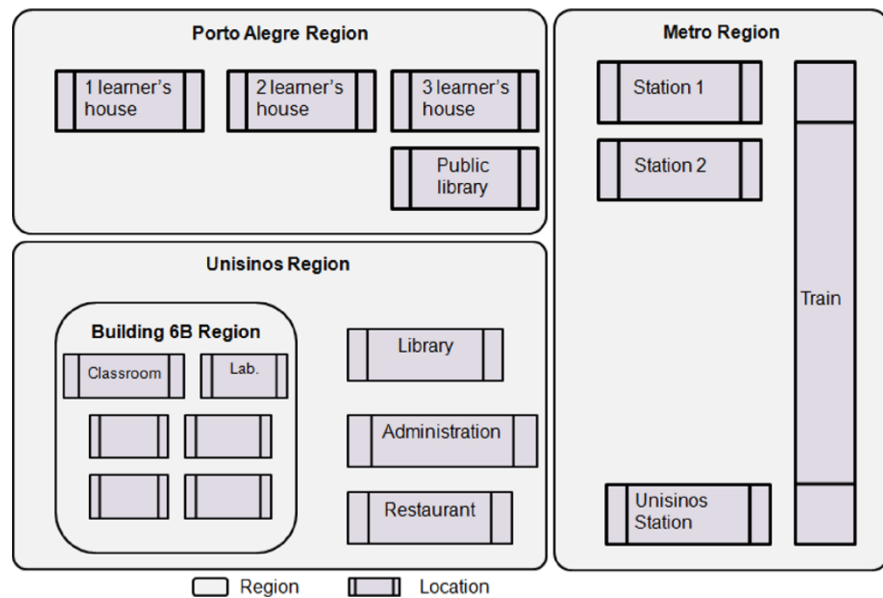 Porto Alegre Region
1 learner's
house
2 learner's
house
3 learner's
house
Public
library
Metro Region
Station 1
Station 2
Train
Unisinos
Station
Unisinos Region
Building 6B Region
Classroom
Lab.
Library
Administration
Restaurant
Region
Location